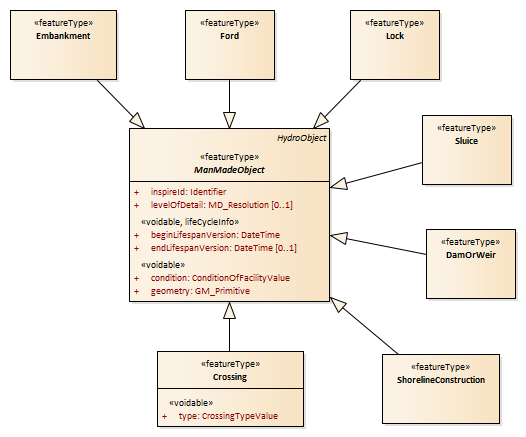 «featureType»
Embankment
«featureType»
Ford
«featureType»
Lock
HydroObject
«featureType»
ManMadeObject
+ inspireId: Identifier
+ levelOfDetail: MD_Resolution [0..1]
«voidable, lifeCycleInfo»
+ beginLifespanVersion: DateTime
+ endLifespanVersion: DateTime [0..1]
«voidable»
+ condition: ConditionOfFacilityValue
+ geometry: GM_Primitive
«featureType»
Sluice
«featureType»
DamOrWeir
«featureType»
Crossing
«voidable»
+ type: CrossingTypeValue
«featureType»
ShorelineConstruction